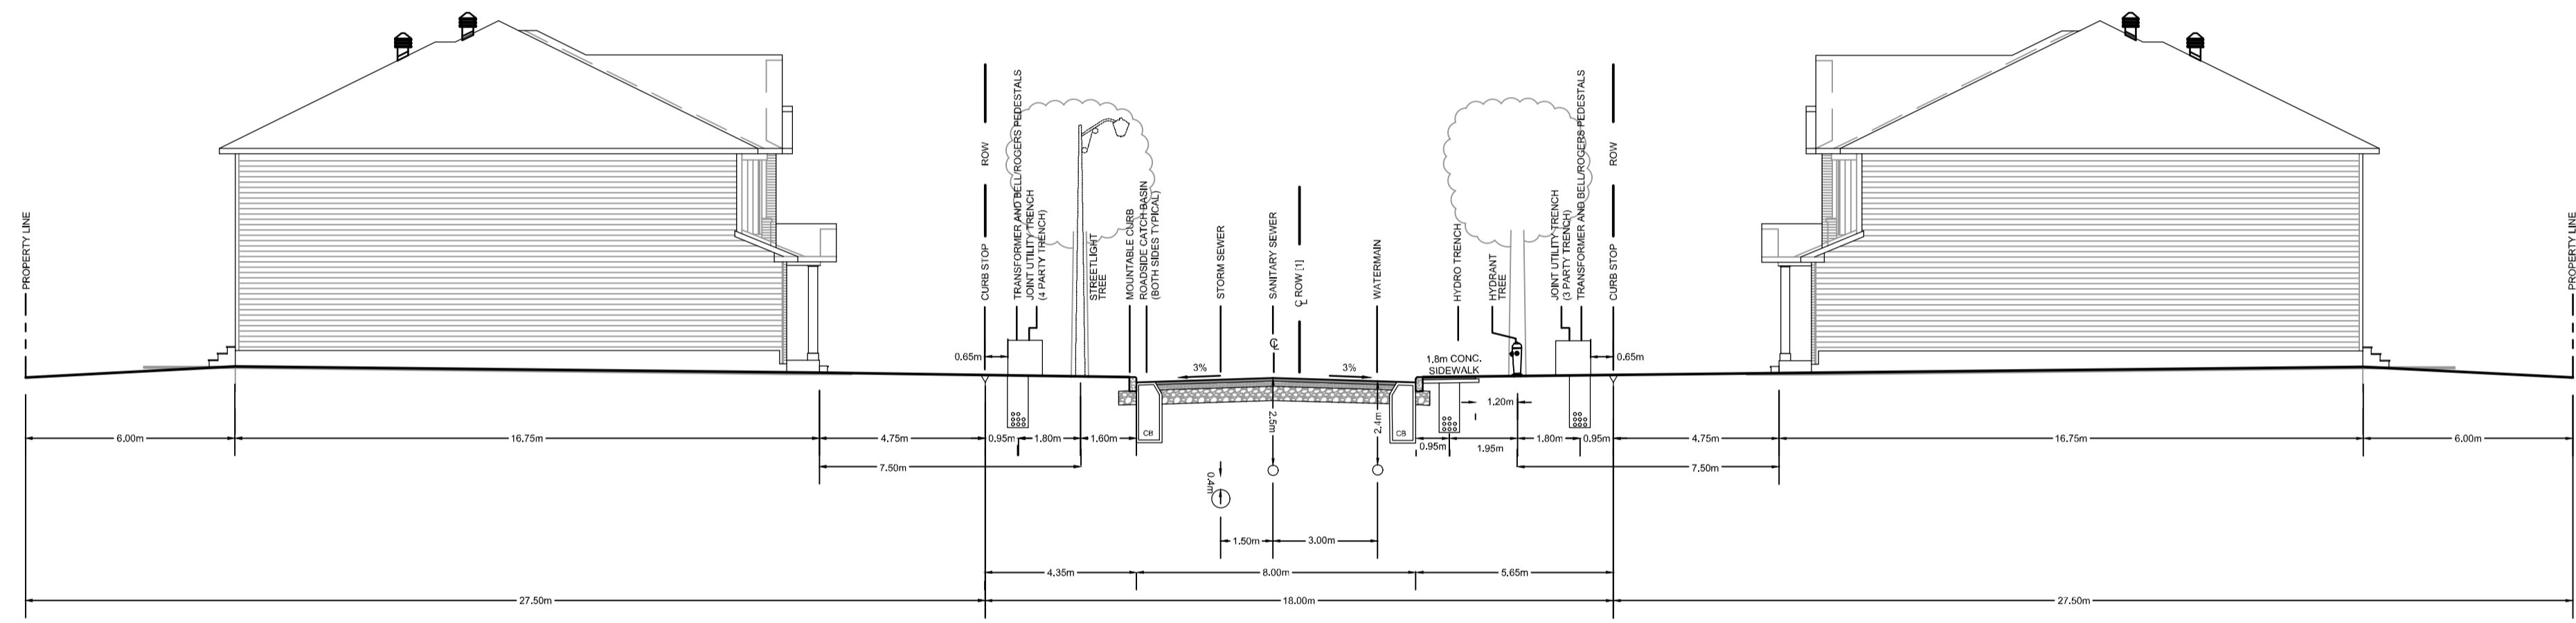 PROPERTY LINE
ROW
CURB STOP
TRANSFORMER AND BELL/ROGERS PEDESTALS
JOINT UTILITY TRENCH
(4 PARTY TRENCH)
STREETLIGHT
TREE
MOUNTABLE CURB
ROADSIDE CATCH BASIN
(BOTH SIDES TYPICAL)
STORM SEWER
SANITARY SEWER
℄
℄ ROW [1]
WATERMAIN
HYDRO TRENCH
HYDRANT
TREE
JOINT UTILITY TRENCH
(3 PARTY TRENCH)
TRANSFORMER AND BELL/ROGERS PEDESTALS
ROW
CURB STOP
PROPERTY LINE
0.65m
3%
3%
1.8m CONC.
SIDEWALK
0.65m
1.20m
2.5m
2.4m
CB
CB
6.00m
16.75m
4.75m
0.95m
1.80m
1.60m
0.95m
1.95m
1.80m
0.95m
4.75m
16.75m
6.00m
7.50m
7.50m
0.4m
1.50m
3.00m
4.35m
8.00m
5.65m
27.50m
18.00m
27.50m